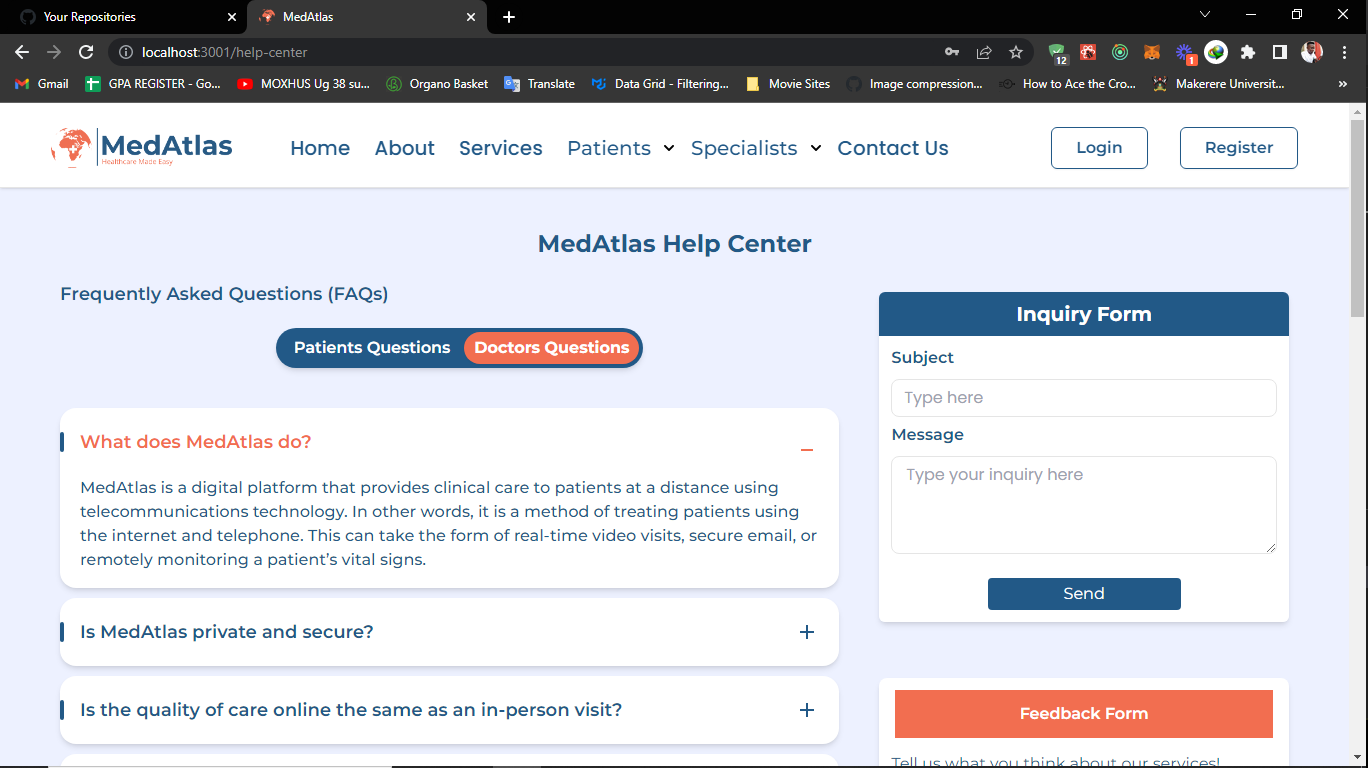 Your Repositories
MedAtlas
localhost:3001/help-center
12
1
Gmail
GPA REGISTER - Go...
MOXHUS Ug 38 su...
Organo Basket
Translate
Data Grid - Filtering...
Movie Sites
Image compression...
How to Ace the Cro...
Makerere Universit...
»
MedAtlas
Healthcare Made Easy
Home
About
Services
Patients
Specialists
Contact Us
Login
Register
MedAtlas Help Center
Frequently Asked Questions (FAQs)
Patients Questions
Doctors Questions
What does MedAtlas do?
MedAtlas is a digital platform that provides clinical care to patients at a distance using
telecommunications technology. In other words, it is a method of treating patients using
the internet and telephone. This can take the form of real-time video visits, secure email, or
remotely monitoring a patient’s vital signs.
Is MedAtlas private and secure?
Is the quality of care online the same as an in-person visit?
Inquiry Form
Subject
Type here
Message
Type your inquiry here
Send
Feedback Form
Tell us what you think about our services!